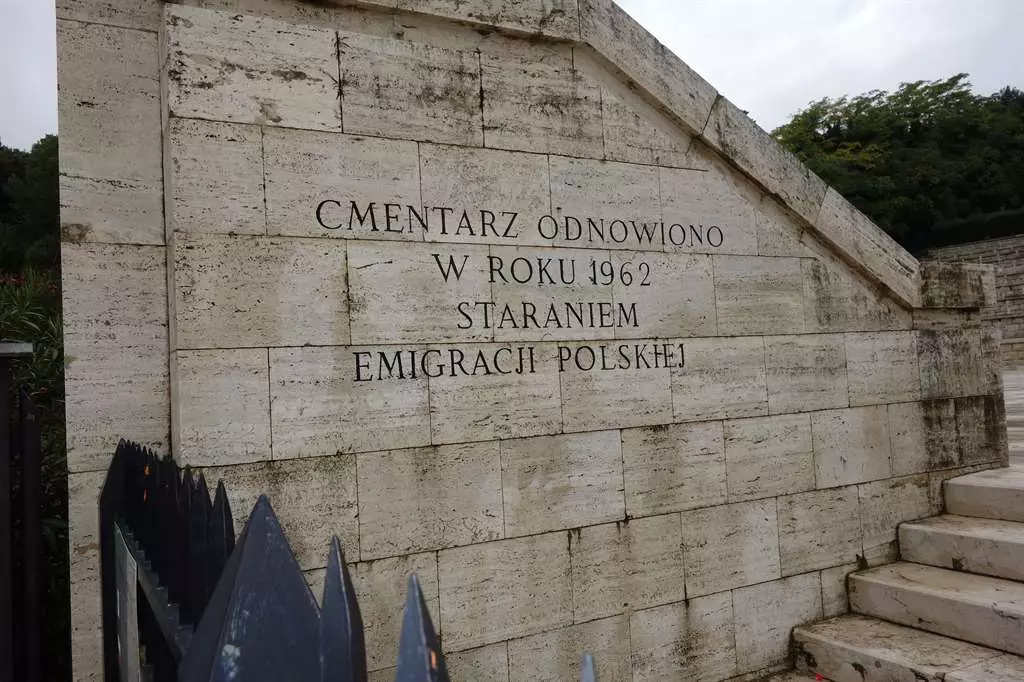 CMENTARZ ODNOWIONO
W ROKU 1962
STARANIEM
EMIGRACJI POLSKIEJ